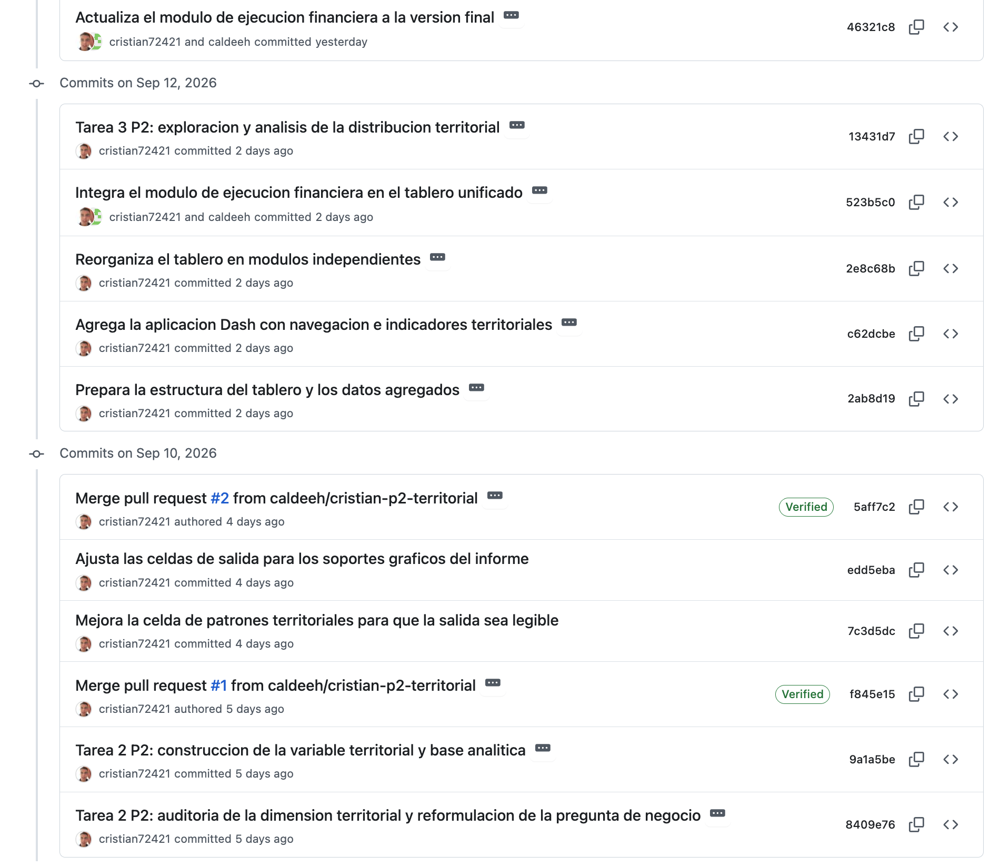 Actualiza el modulo de ejecucion financiera a la version final
cristian72421 and caldeeh committed yesterday
46321c8
Commits on Sep 12, 2026
Tarea 3 P2: exploracion y analisis de la distribucion territorial
cristian72421 committed 2 days ago
13431d7
Integra el modulo de ejecucion financiera en el tablero unificado
cristian72421 and caldeeh committed 2 days ago
523b5c0
Reorganiza el tablero en modulos independientes
cristian72421 committed 2 days ago
2e8c68b
Agrega la aplicacion Dash con navegacion e indicadores territoriales
cristian72421 committed 2 days ago
c62dcbe
Prepara la estructura del tablero y los datos agregados
cristian72421 committed 2 days ago
2ab8d19
Commits on Sep 10, 2026
Merge pull request #2 from caldeeh/cristian-p2-territorial
cristian72421 authored 4 days ago
Verified 5aff7c2
Ajusta las celdas de salida para los soportes graficos del informe
cristian72421 committed 4 days ago
edd5eba
Mejora la celda de patrones territoriales para que la salida sea legible
cristian72421 committed 4 days ago
7c3d5dc
Merge pull request #1 from caldeeh/cristian-p2-territorial
cristian72421 authored 5 days ago
Verified f845e15
Tarea 2 P2: construccion de la variable territorial y base analitica
cristian72421 committed 5 days ago
9a1a5be
Tarea 2 P2: auditoria de la dimension territorial y reformulacion de la pregunta de negocio
cristian72421 committed 5 days ago
8409e76